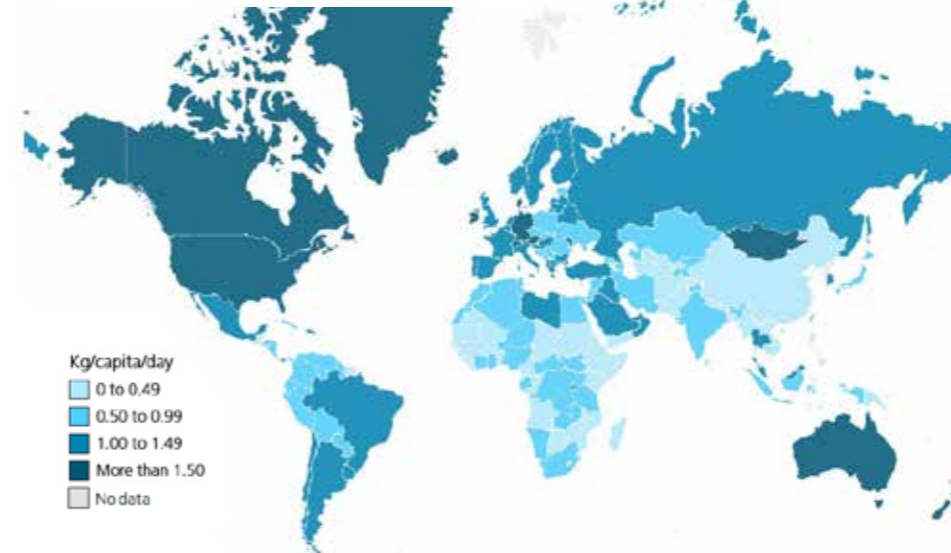 Kg/capita/day
0 to 0.49
0.50 to 0.99
1.00 to 1.49
More than 1.50
No data